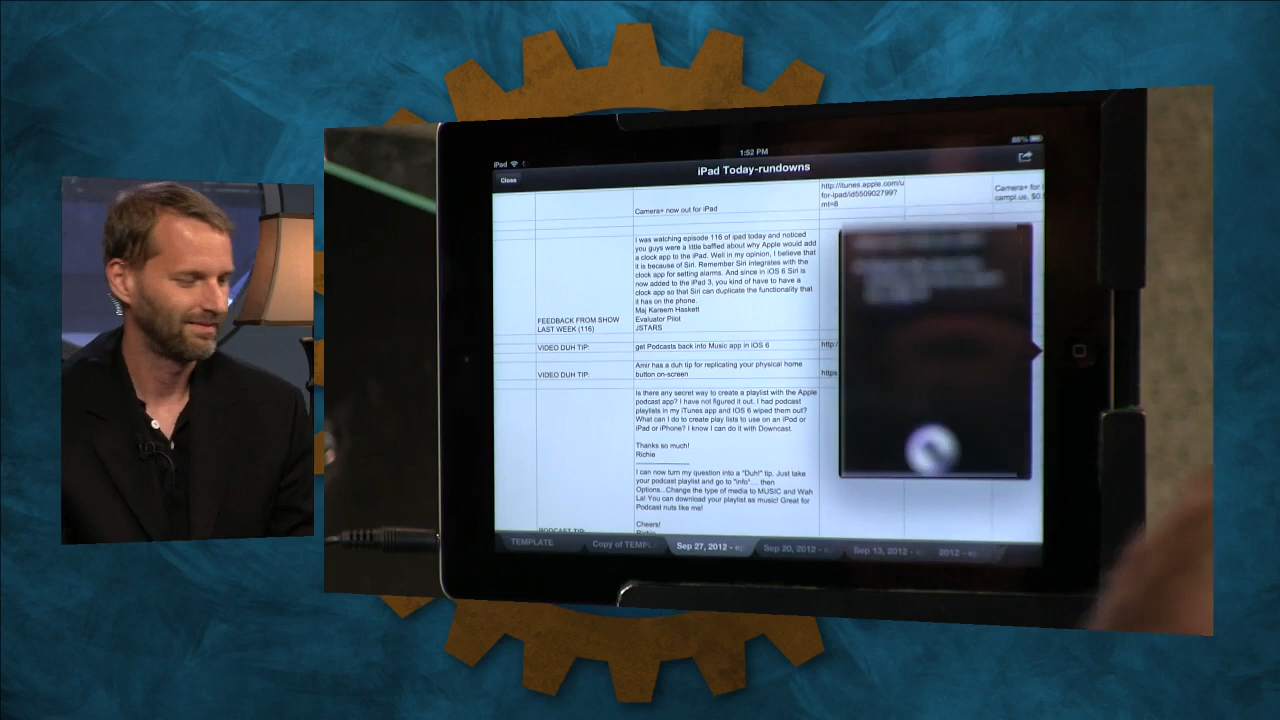 iPad
1:52 PM
86%
Close
iPad Today-rundowns
Camera+ now out for iPad
http://itunes.apple.com/u
for-ipad/id550902799?
mt=8
Camera+ for i
campl.us, $0.
FEEDBACK FROM SHOW
LAST WEEK (116)
I was watching episode 116 of ipad today and noticed
you guys were a little baffled about why Apple would add
a clock app to the iPad. Well in my opinion, I believe that
it is because of Siri. Remember Siri integrates with the
clock app for setting alarms. And since in iOS 6 Siri is
now added to the iPad 3, you kind of have to have a
clock app so that Siri can duplicate the functionality that
it has on the phone.
Maj Kareem Haskett
Evaluator Pilot
JSTARS
VIDEO DUH TIP:
get Podcasts back into Music app in iOS 6
http:/
VIDEO DUH TIP:
Amir has a duh tip for replicating your physical home
button on-screen
https
Is there any secret way to create a playlist with the Apple
podcast app? I have not figured it out. I had podcast
playlists in my iTunes app and IOS 6 wiped them out?
What can I do to create play lists to use on an iPod or
iPad or iPhone? I know I can do it with Downcast.
Thanks so much!
Richie
--------------------
I can now turn my question into a "Duh!" tip. Just take
your podcast playlist and go to "info".... then
Options...Change the type of media to MUSIC and Wah
La! You can download your playlist as music! Great for
Podcast nuts like me!
Cheers!
PODCAST TIP:
TEMPLATE
Copy of TEMPL
Sep 27, 2012 - e
Sep 20, 2012 - e
Sep 13, 2012 - e
2012 - e